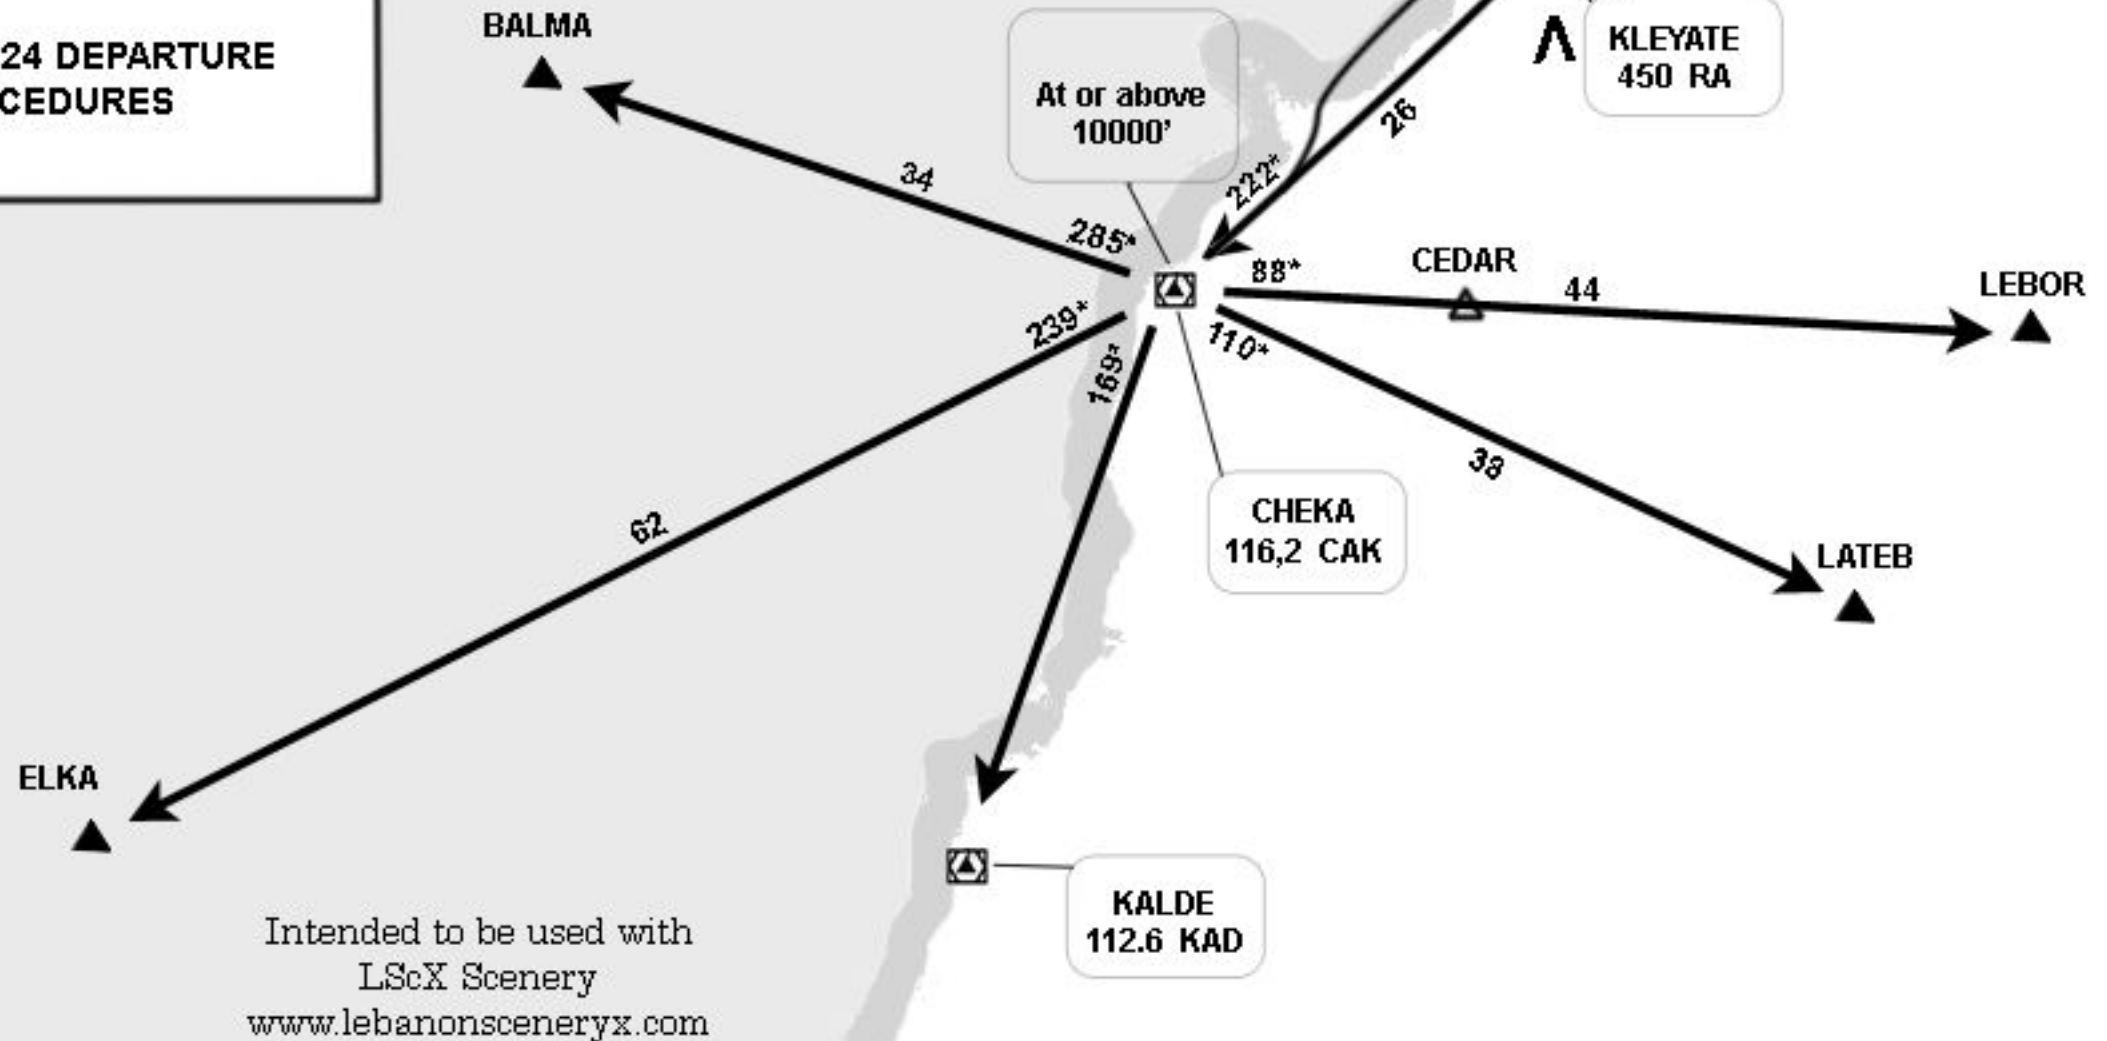 BALMA
24 DEPARTURE
CEDURES
At or above
10000’
KLEYATE
450 RA
26
34
222*
285*
88*
CEDAR
44
LEBOR
239*
169*
110*
38
62
CHEKA
116,2 CAK
LATEB
ELKA
KALDE
112.6 KAD
Intended to be used with
LScX Scenery
www.lebanonsceneryx.com